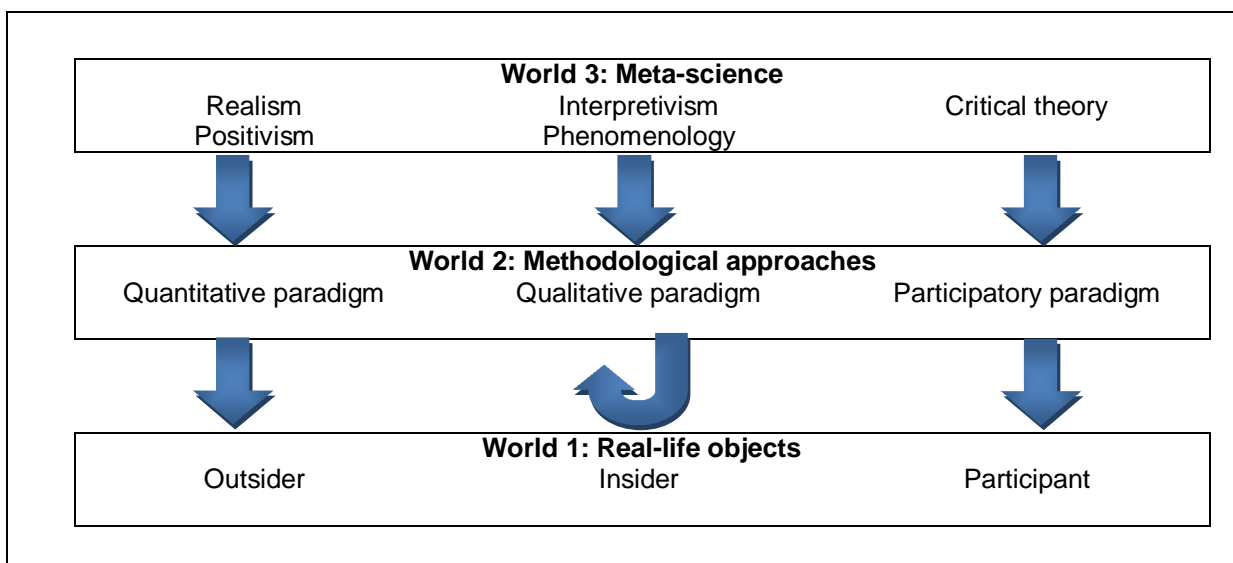 World 3: Meta-science
Realism Interpretivism Critical theory
Positivism Phenomenology
World 2: Methodological approaches
Quantitative paradigm Qualitative paradigm Participatory paradigm
World 1: Real-life objects
Outsider Insider Participant